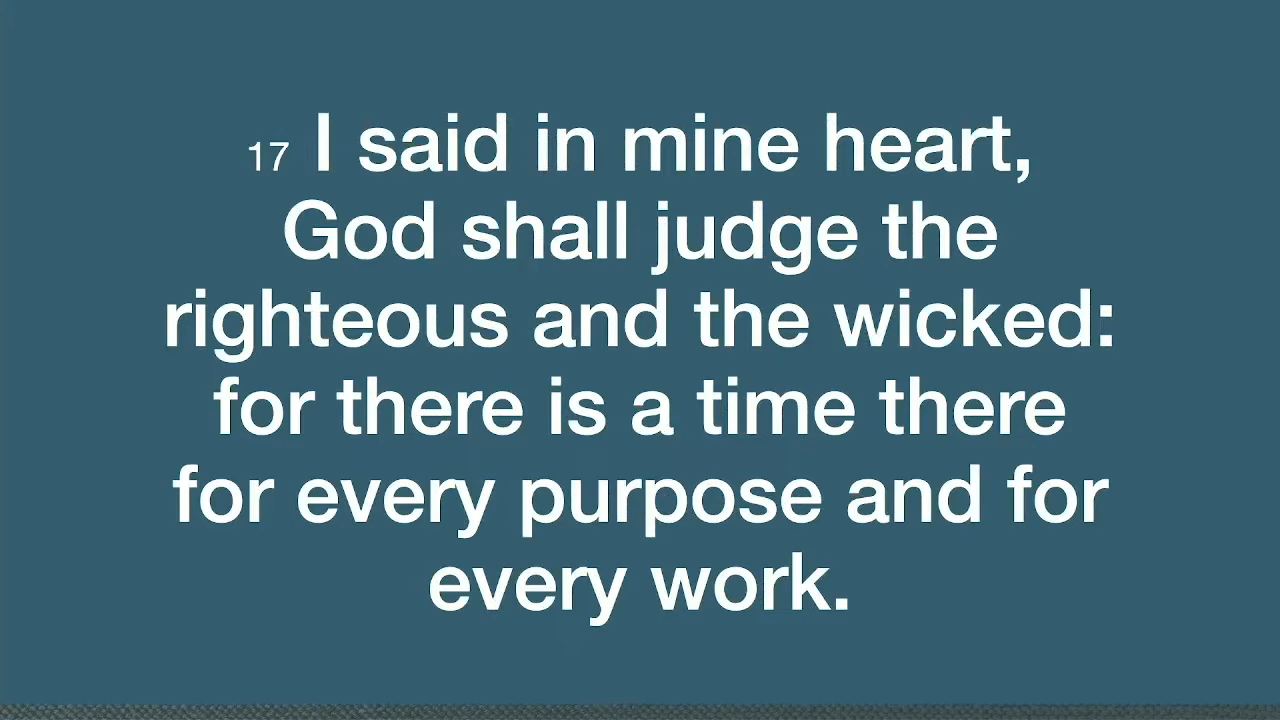 17 I said in mine heart,
God shall judge the
righteous and the wicked:
for there is a time there
for every purpose and for
every work.